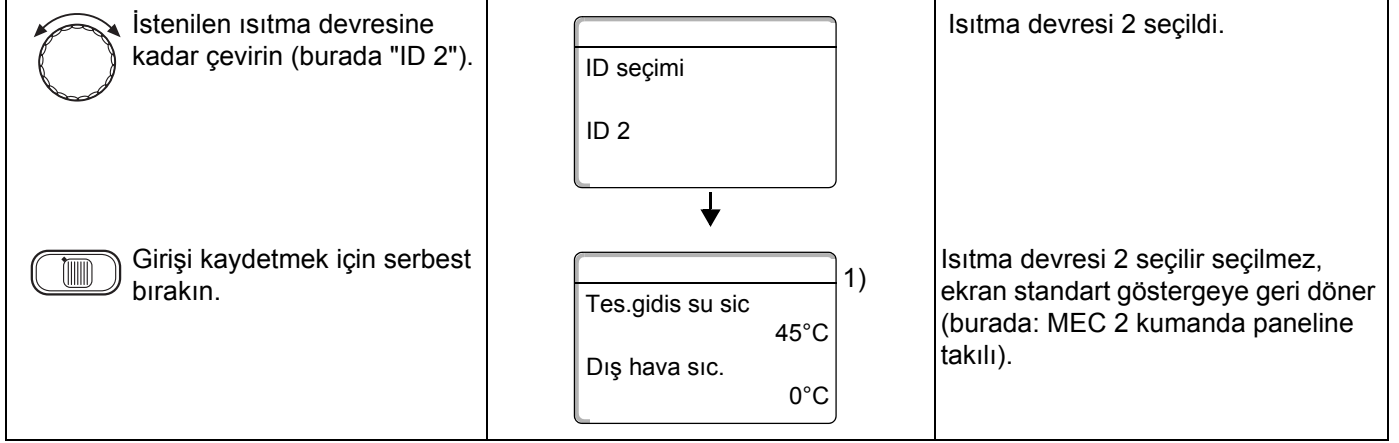 İstenilen ısıtma devresine
kadar çevirin (burada "ID 2").
ID seçimi
ID 2
Isıtma devresi 2 seçildi.
Girişi kaydetmek için serbest
bırakın.
1)
Tes.gidis su sic
45°C
Dış hava sıc.
0°C
Isıtma devresi 2 seçilir seçilmez,
ekran standart göstergeye geri döner
(burada: MEC 2 kumanda paneline
takılı).